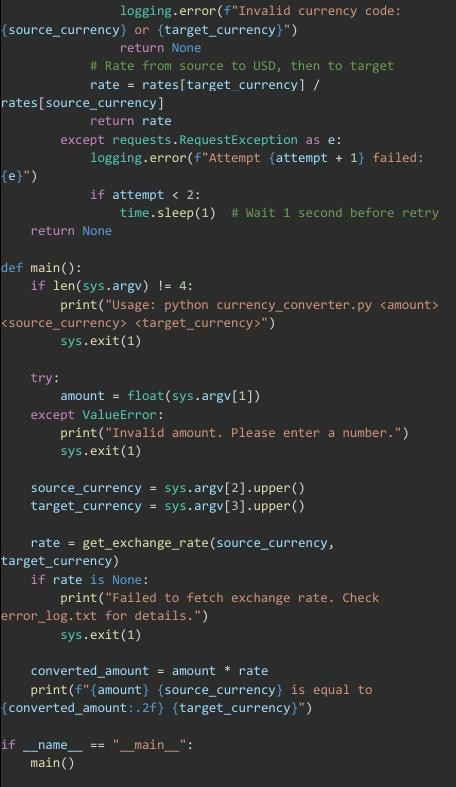 logging.error(f"Invalid currency code:
{source_currency} or {target_currency}")
return None
# Rate from source to USD, then to target
rate = rates[target_currency] /
rates[source_currency]
return rate
except requests.RequestException as e:
logging.error(f"Attempt {attempt + 1} failed:
{e}")
if attempt < 2:
time.sleep(1)  # Wait 1 second before retry
return None
def main():
if len(sys.argv) != 4:
print("Usage: python currency_converter.py <amount>
<source_currency> <target_currency>")
sys.exit(1)
try:
amount = float(sys.argv[1])
except ValueError:
print("Invalid amount. Please enter a number.")
sys.exit(1)
source_currency = sys.argv[2].upper()
target_currency = sys.argv[3].upper()
rate = get_exchange_rate(source_currency,
target_currency)
if rate is None:
print("Failed to fetch exchange rate. Check
error_log.txt for details.")
sys.exit(1)
converted_amount = amount * rate
print(f"{amount} {source_currency} is equal to
{converted_amount:.2f} {target_currency}")
if __name__ == "__main__":
main()